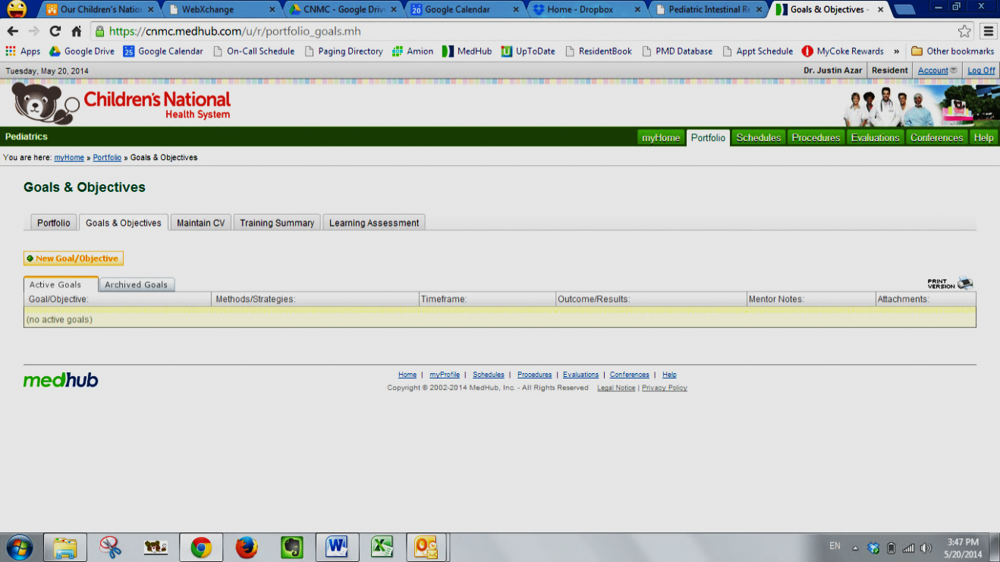 Our Children's Natio
WebXchange
CNMC - Google Driv
20 Google Calendar
Home - Dropbox
Pediatric Intestinal Re
Goals & Objectives -
https://cnmc.medhub.com/u/r/portfolio_goals.mh
Apps Google Drive 25 Google Calendar On-Call Schedule Paging Directory Amion MedHub UpToDate ResidentBook PMD Database Appt Schedule MyCoke Rewards » Other bookmarks
Tuesday, May 20, 2014 Dr. Justin Azar Resident Account Log Off
Children's National
Health System
Pediatrics myHome Portfolio Schedules Procedures Evaluations Conferences Help
You are here: myHome » Portfolio » Goals & Objectives
Goals & Objectives
Portfolio Goals & Objectives Maintain CV Training Summary Learning Assessment
New Goal/Objective
Active Goals Archived Goals
PRINT
VERSION
Goal/Objective: Methods/Strategies: Timeframe: Outcome/Results: Mentor Notes: Attachments:
(no active goals)
medhub
Home | myProfile | Schedules | Procedures | Evaluations | Conferences | Help
Copyright © 2002-2014 MedHub, Inc. - All Rights Reserved Legal Notice | Privacy Policy
EN
3:47 PM
5/20/2014